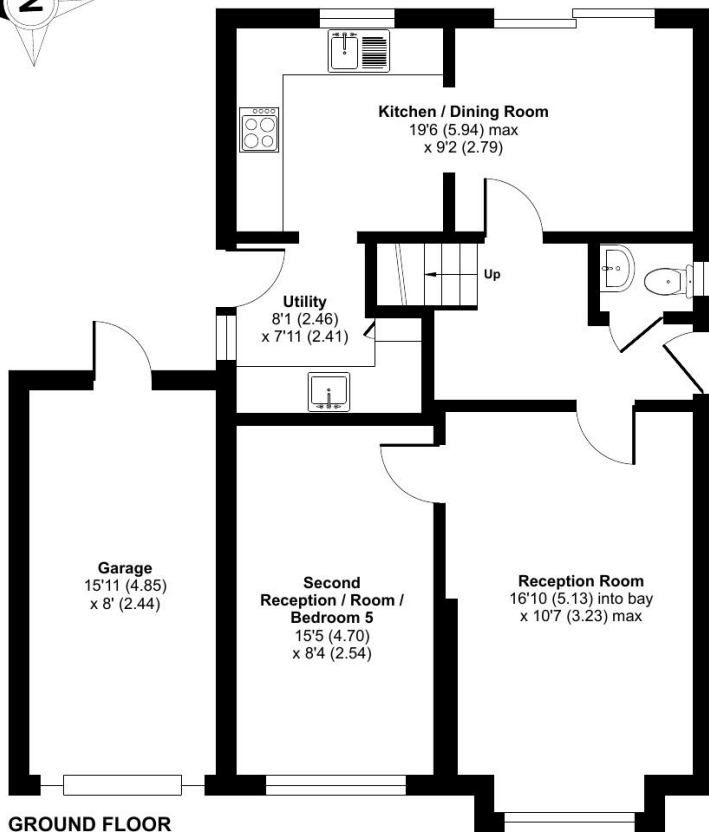 N
Kitchen / Dining Room
19'6 (5.94) max
x 9'2 (2.79)
Up
Utility
8'1 (2.46)
x 7'11 (2.41)
Garage
15'11 (4.85)
x 8' (2.44)
Second
Reception / Room /
Bedroom 5
15'5 (4.70)
x 8'4 (2.54)
Reception Room
16'10 (5.13) into bay
x 10'7 (3.23) max
GROUND FLOOR